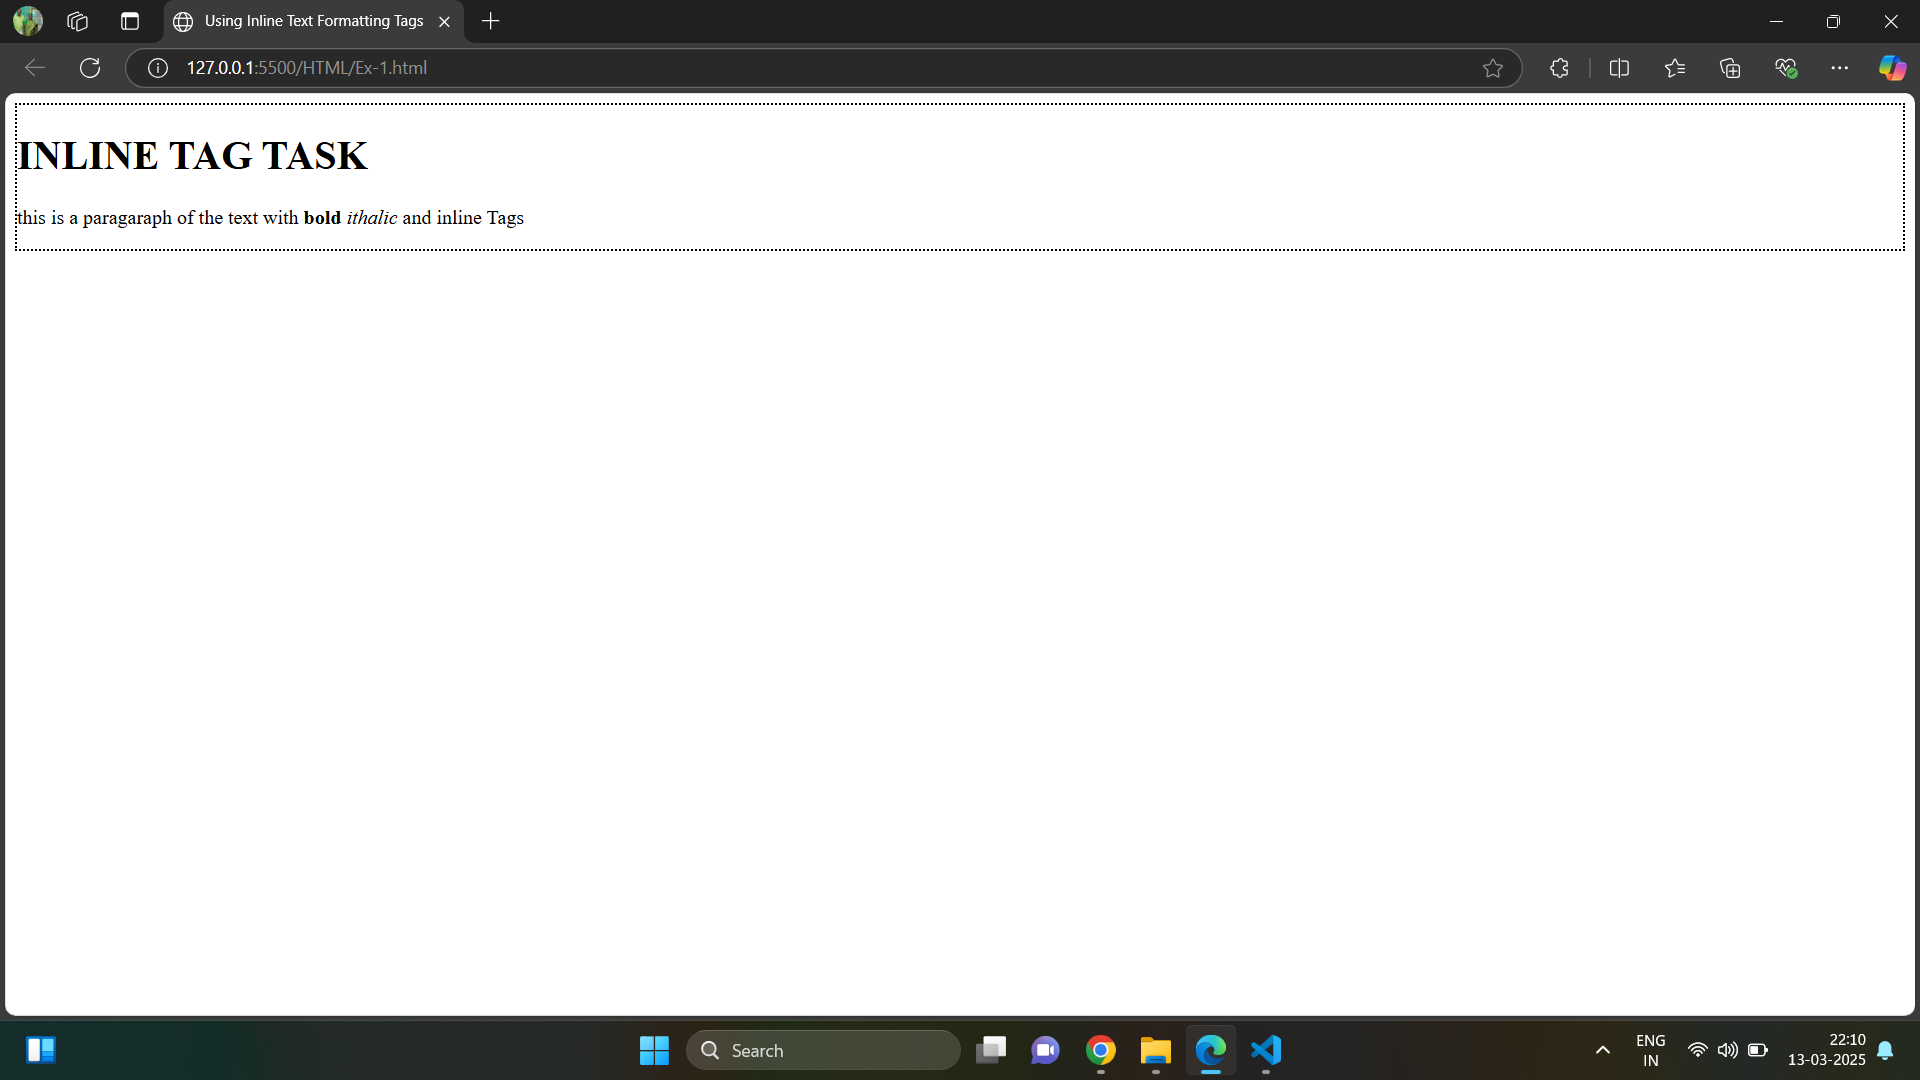 Using Inline Text Formatting Tags
127.0.0.1:5500/HTML/Ex-1.html
INLINE TAG TASK
this is a paragaraph of the text with bold ithalic and inline Tags
Search
ENG
IN
22:10
13-03-2025